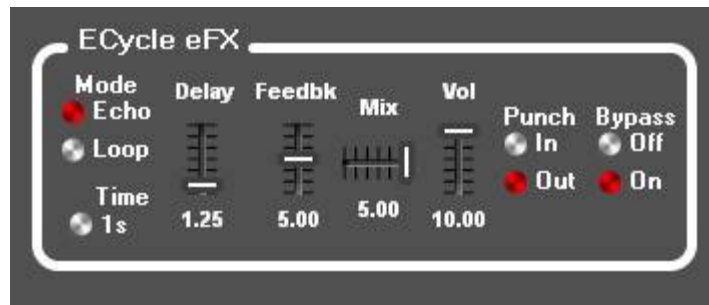 ECycle eFX
Mode
Echo
Loop
Time
1s
Delay
1.25
Feedbk
5.00
Mix
5.00
Vol
10.00
Punch
In
Out
Bypass
Off
On